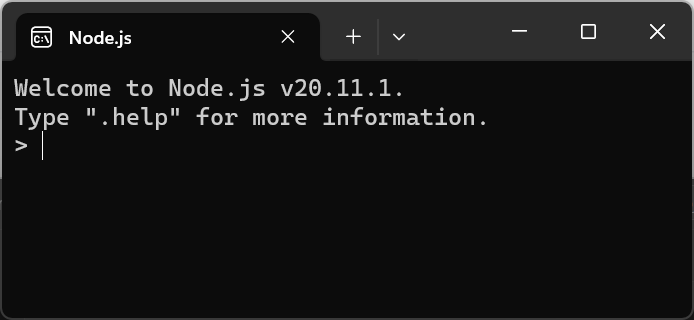 Node.js
Welcome to Node.js v20.11.1.
Type ".help" for more information.
>